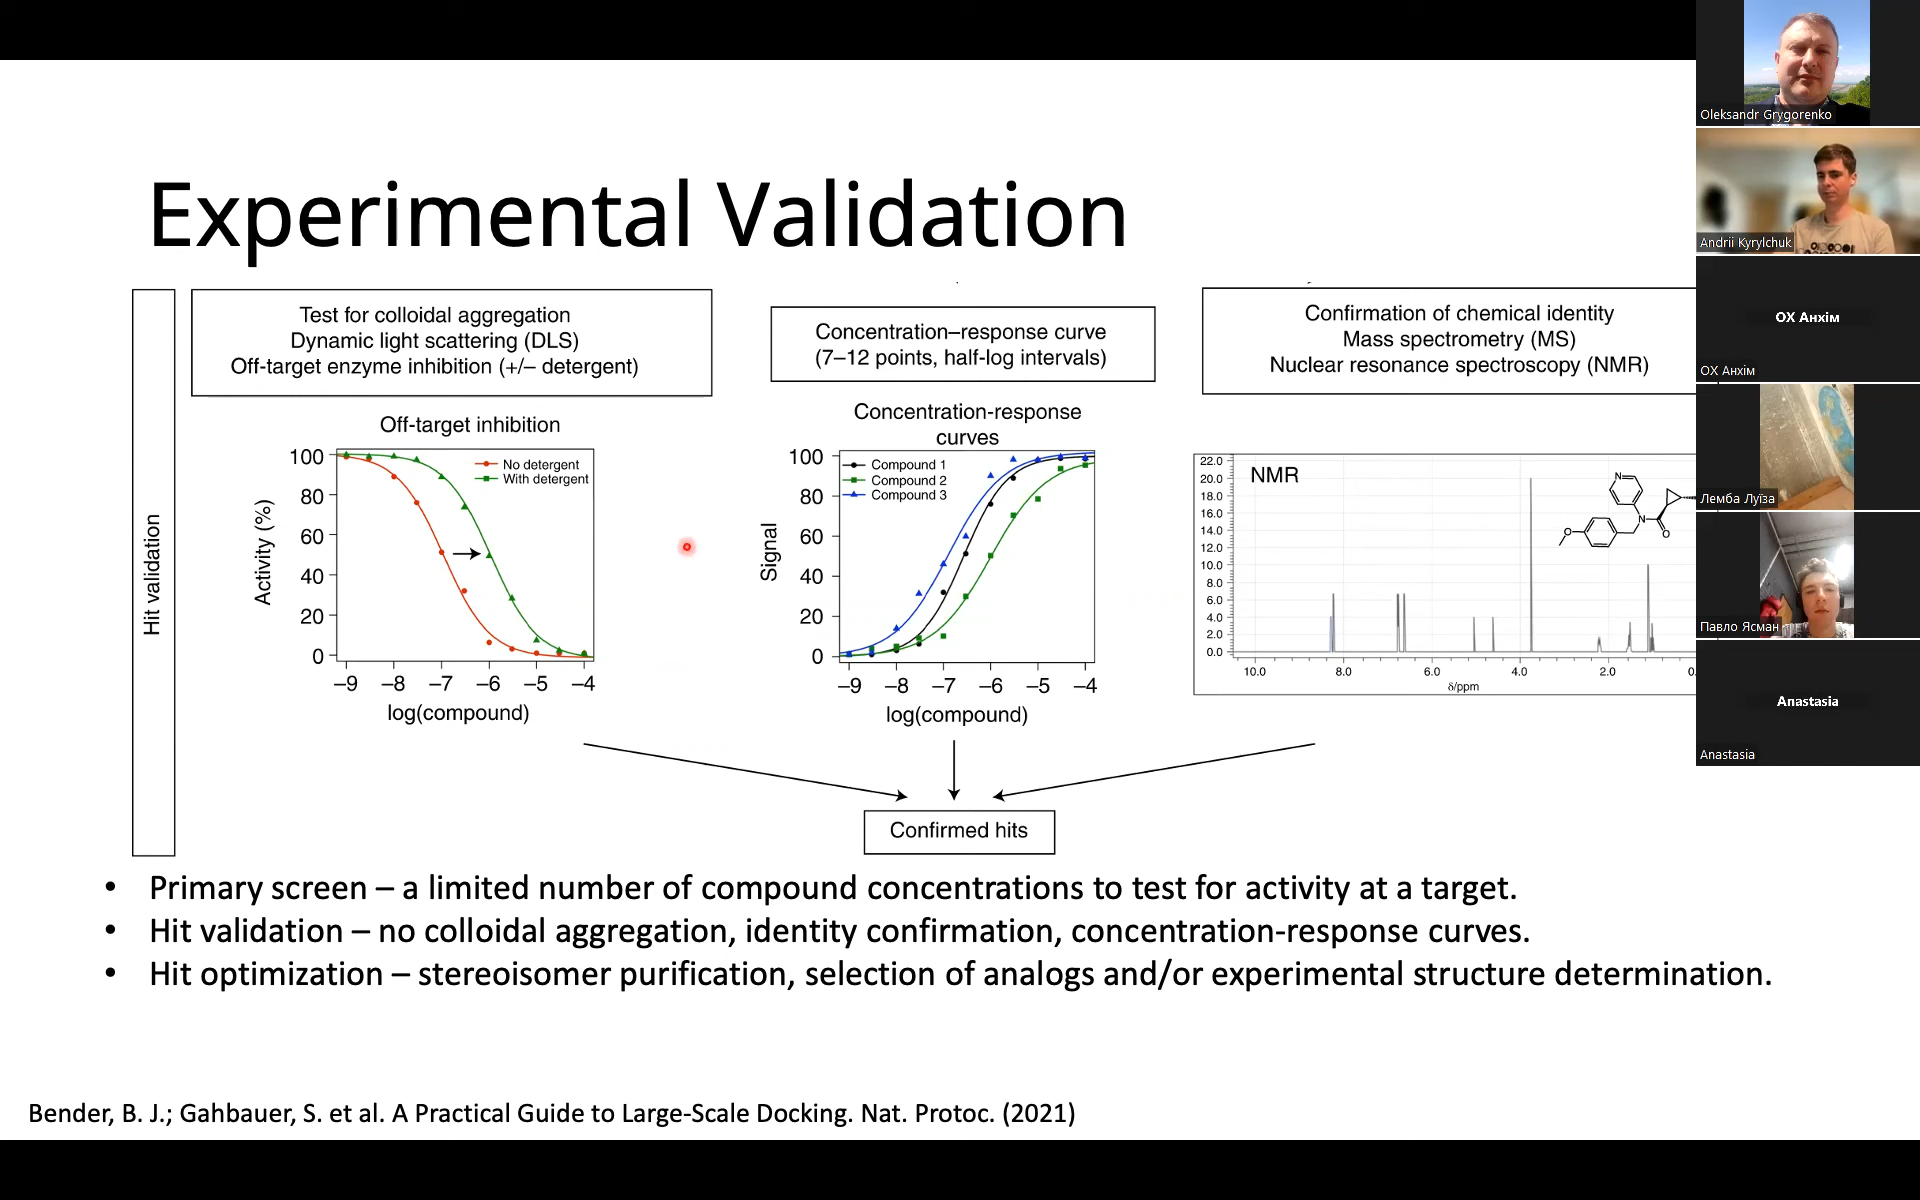 Experimental Validation
Hit validation
Test for colloidal aggregation
Dynamic light scattering (DLS)
Off-target enzyme inhibition (+/– detergent)
Off-target inhibition
No detergent
With detergent
Activity (%)
100
80
60
40
20
0
–9 –8 –7 –6 –5 –4
log(compound)
Concentration–response curve
(7–12 points, half-log intervals)
Concentration-response
curves
Compound 1
Compound 2
Compound 3
Signal
100
80
60
40
20
0
–9 –8 –7 –6 –5 –4
log(compound)
Confirmation of chemical identity
Mass spectrometry (MS)
Nuclear resonance spectroscopy (NMR)
NMR
22.0
20.0
18.0
16.0
14.0
12.0
10.0
8.0
6.0
4.0
2.0
0.0
10.0 8.0 6.0 4.0 2.0 0.
δ/ppm
N
N
O
O
Confirmed hits
• Primary screen – a limited number of compound concentrations to test for activity at a target.
• Hit validation – no colloidal aggregation, identity confirmation, concentration-response curves.
• Hit optimization – stereoisomer purification, selection of analogs and/or experimental structure determination.
Bender, B. J.; Gahbauer, S. et al. A Practical Guide to Large-Scale Docking. Nat. Protoc. (2021)
Oleksandr Grygorenko
Andrii Kyrylchuk
ОХ Анхім
ОХ Анхім
Лемба Луїза
Павло Ясман
Anastasia
Anastasia